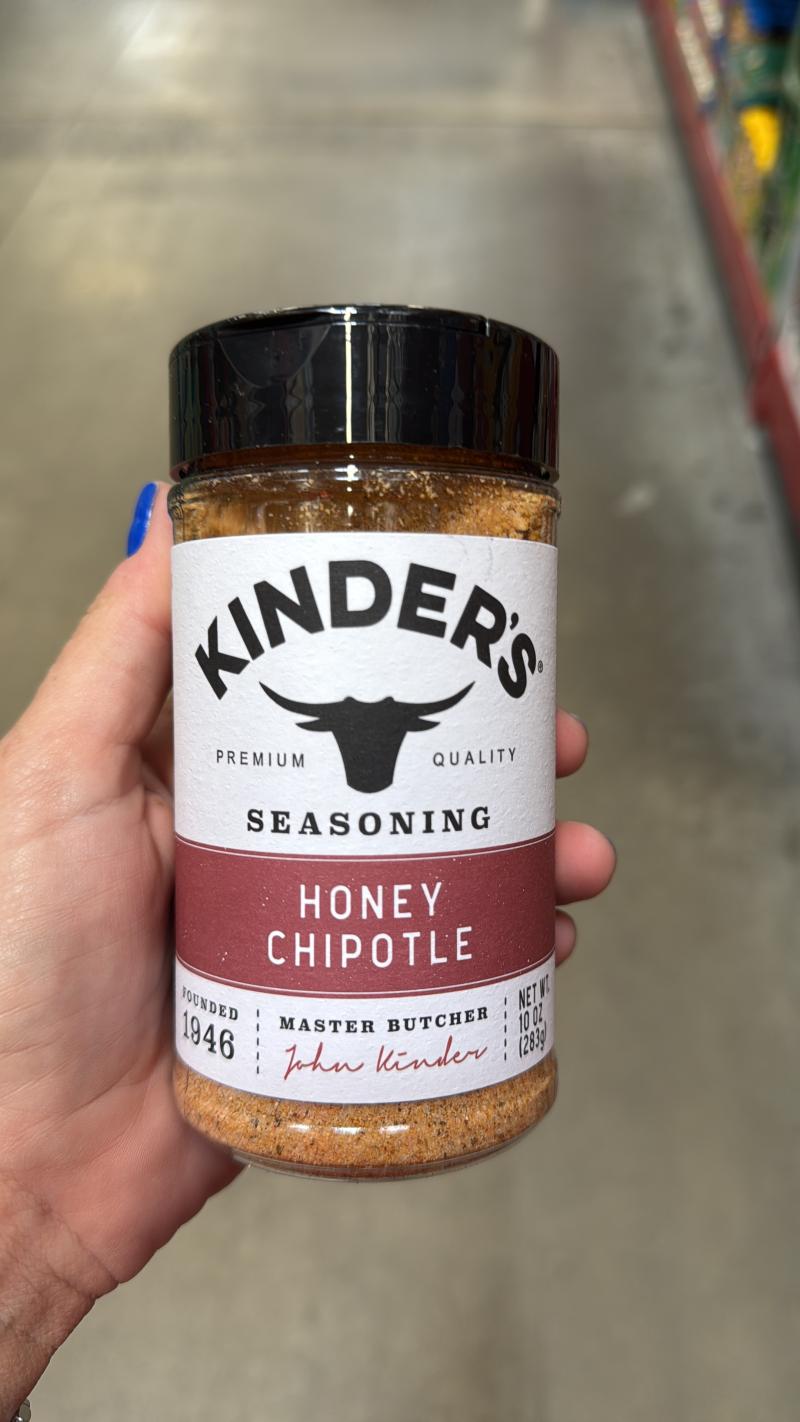 KINDER'S®
PREMIUM QUALITY
SEASONING
HONEY
CHIPOTLE
FOUNDED
1946
MASTER BUTCHER
John Kinder
NET WT.
10 OZ
(283g)